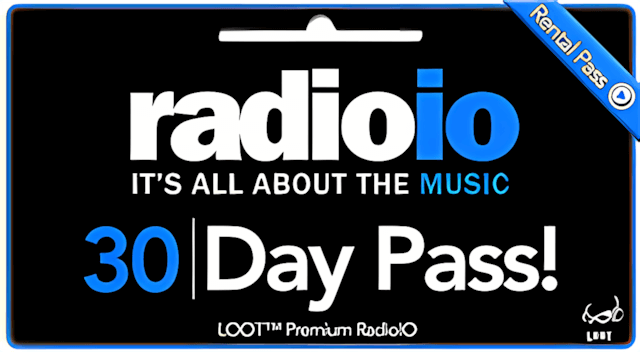 Rental Pass
radioio
IT'S ALL ABOUT THE MUSIC
30 Day Pass!
LOOT™ Premium RadioIO
LOOT